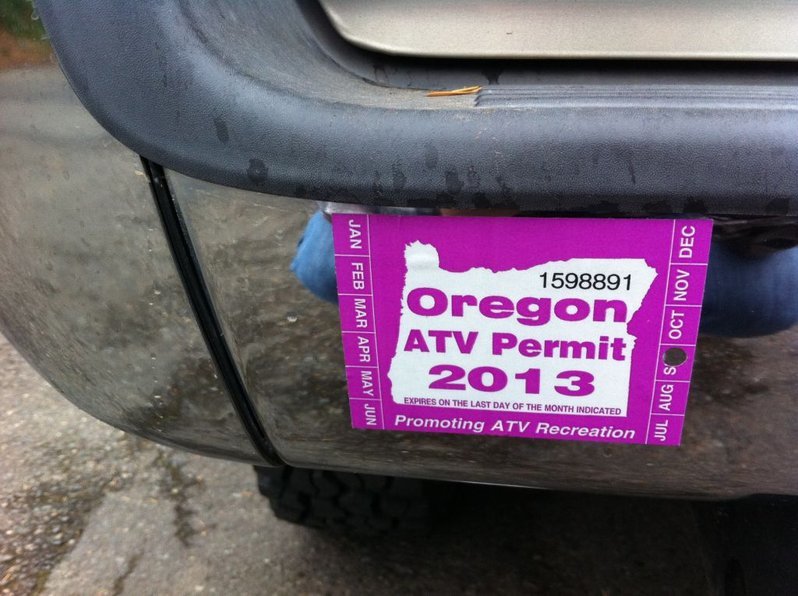 JAN
FEB
MAR
APR
MAY
JUN
1598891
Oregon
ATV Permit
2013
EXPIRES ON THE LAST DAY OF THE MONTH INDICATED
Promoting ATV Recreation
JUL
AUG
S
OCT
NOV
DEC